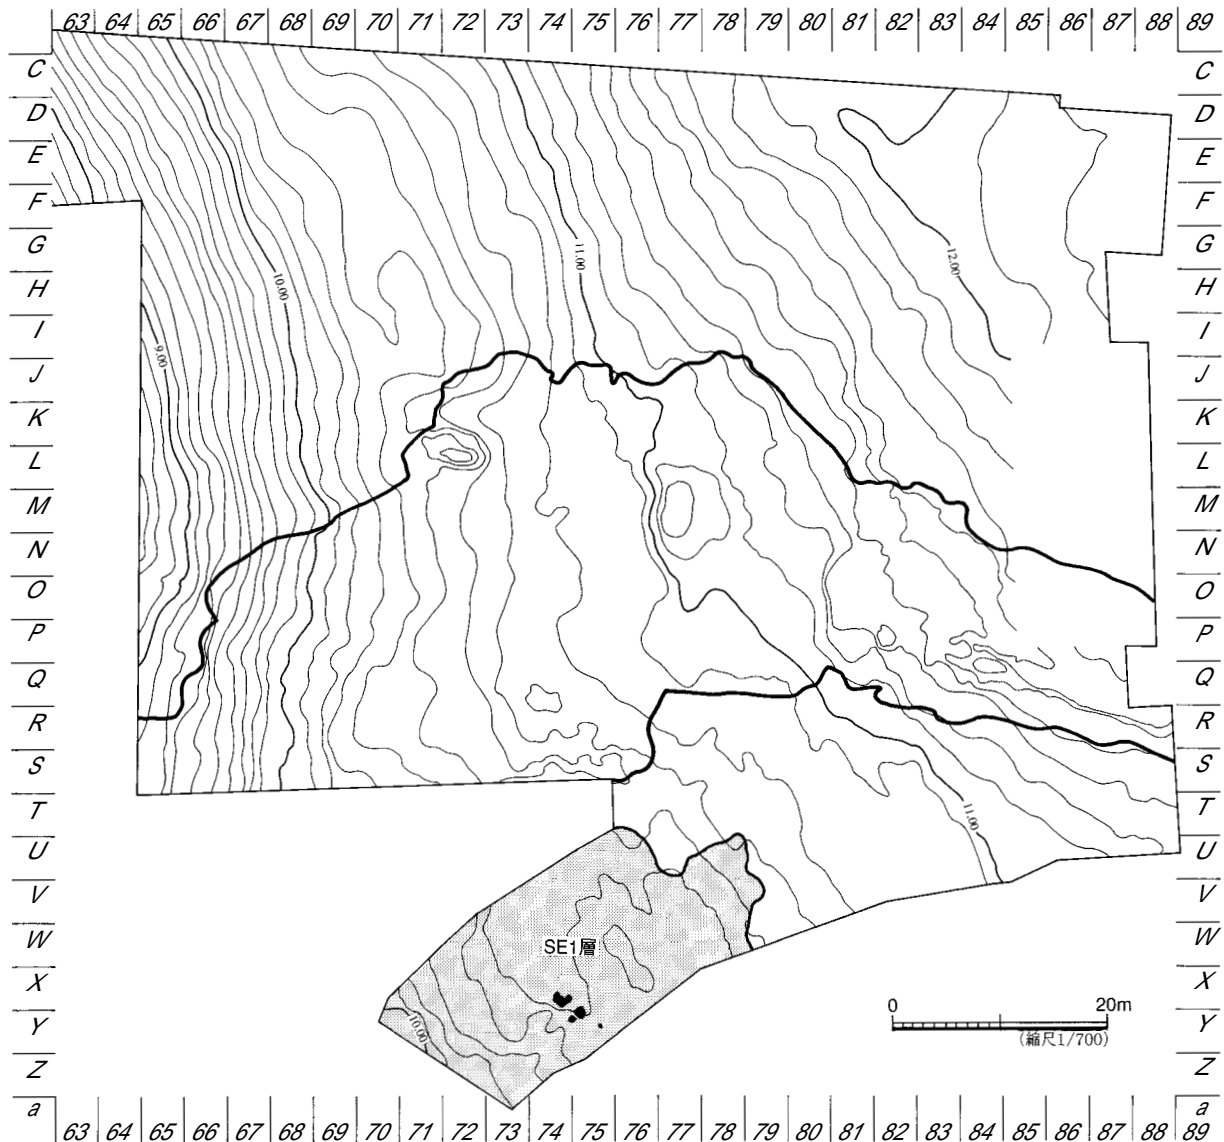 63 64 65 66 67 68 69 70 71 72 73 74 75 76 77 78 79 80 81 82 83 84 85 86 87 88 89
C C
D D
E E
F F
G G
12.00
11.00
10.00
H H
I I
9.00
J J
K K
L L
M M
N N
O O
P P
Q Q
R R
S S
T T
11.00
U U
V V
W W
SE1層
X X
0 20m
Y Y
10.00
(縮尺1/700)
Z Z
a a
63 64 65 66 67 68 69 70 71 72 73 74 75 76 77 78 79 80 81 82 83 84 85 86 87 88 89